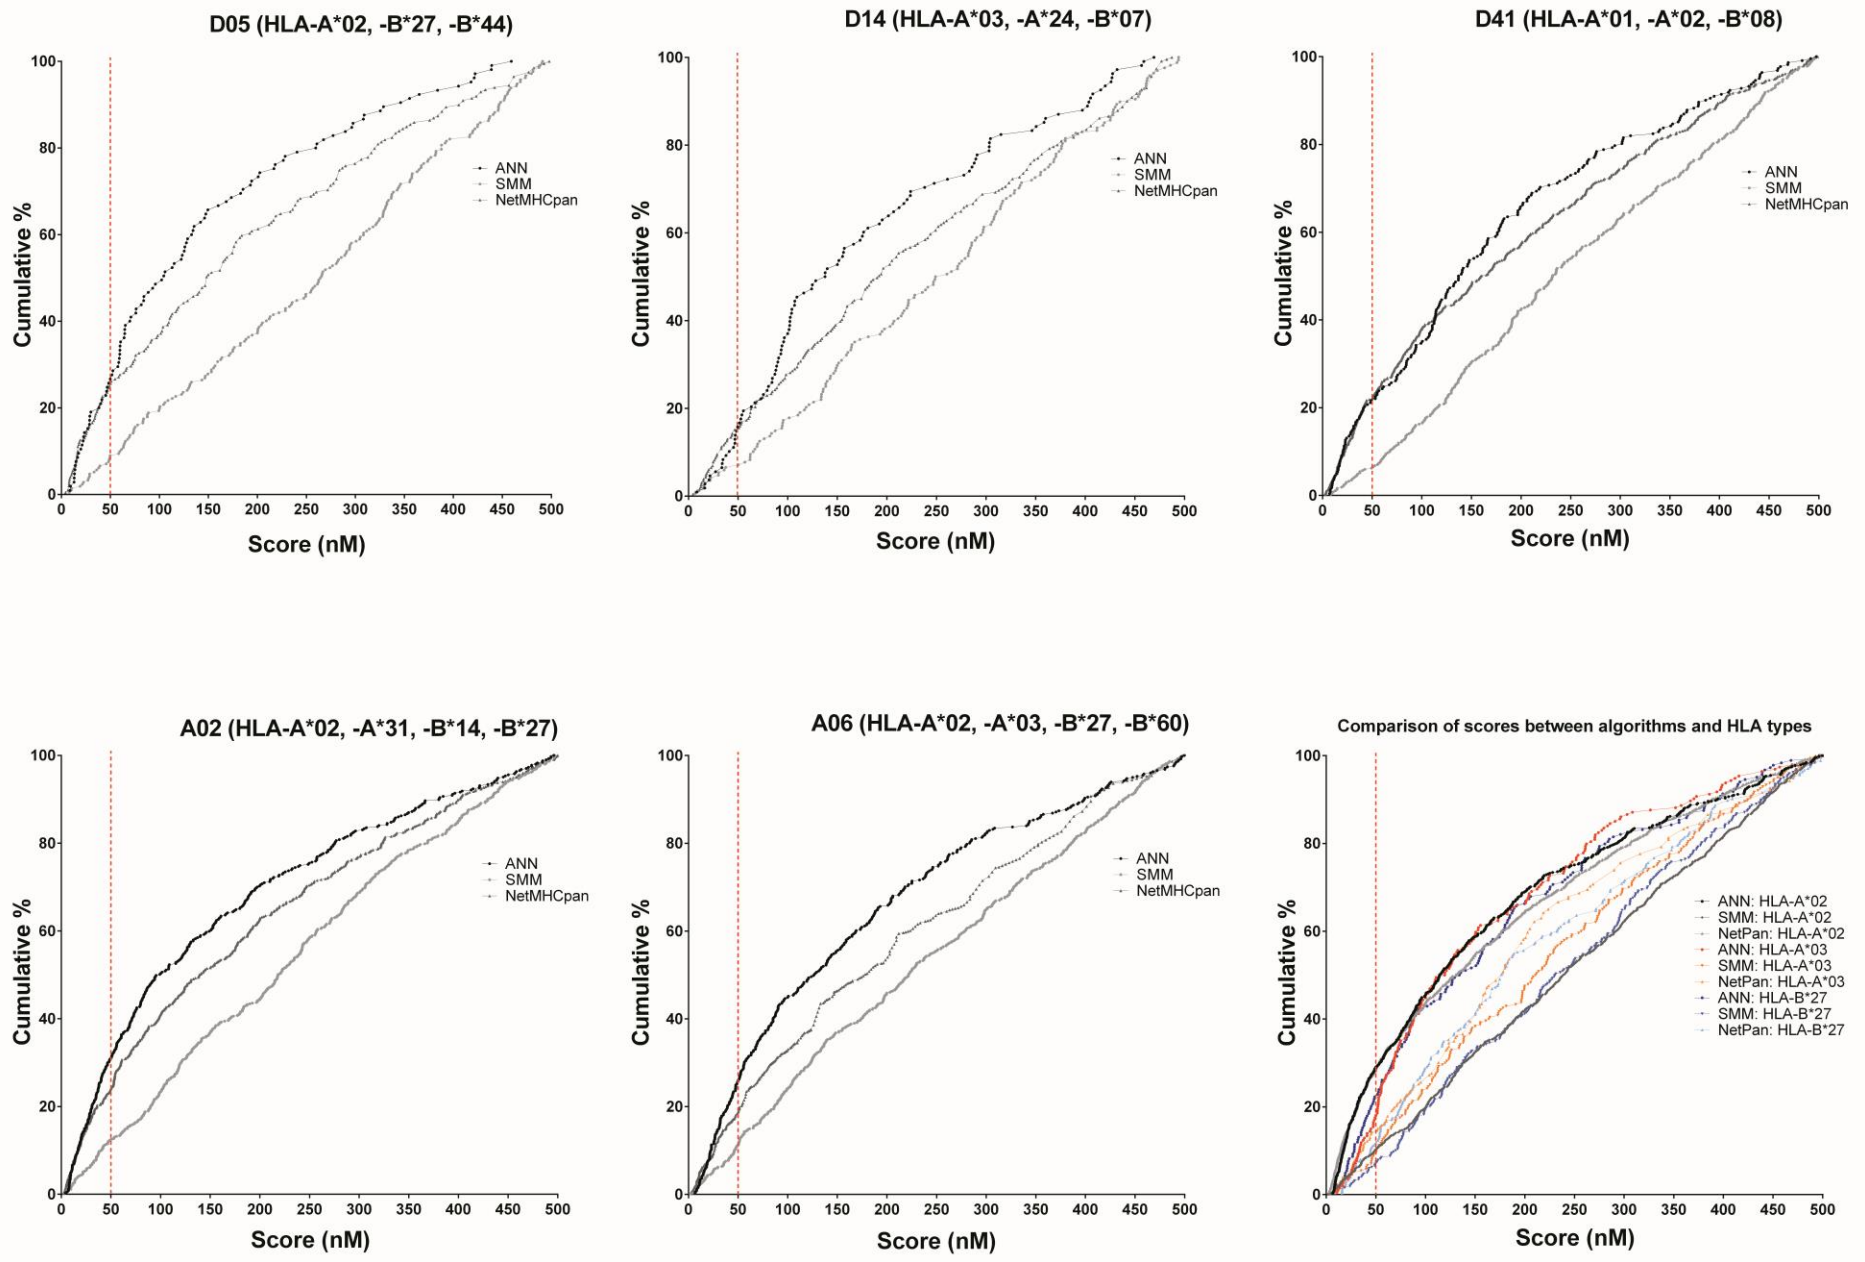 D05 (HLA-A*02, -B*27, -B*44)
100
80
60
40
20
0
Cumulative %
ANN
SMM
NetMHCpan
0 50 100 150 200 250 300 350 400 450 500
Score (nM)
D14 (HLA-A*03, -A*24, -B*07)
100
80
60
40
20
0
Cumulative %
ANN
SMM
NetMHCpan
0 50 100 150 200 250 300 350 400 450 500
Score (nM)
D41 (HLA-A*01, -A*02, -B*08)
100
80
60
40
20
0
Cumulative %
ANN
SMM
NetMHCpan
0 50 100 150 200 250 300 350 400 450 500
Score (nM)
A02 (HLA-A*02, -A*31, -B*14, -B*27)
100
80
60
40
20
0
Cumulative %
ANN
SMM
NetMHCpan
0 50 100 150 200 250 300 350 400 450 500
Score (nM)
A06 (HLA-A*02, -A*03, -B*27, -B*60)
100
80
60
40
20
0
Cumulative %
ANN
SMM
NetMHCpan
0 50 100 150 200 250 300 350 400 450 500
Score (nM)
Comparison of scores between algorithms and HLA types
100
80
60
40
20
0
Cumulative %
ANN: HLA-A*02
SMM: HLA-A*02
NetPan: HLA-A*02
ANN: HLA-A*03
SMM: HLA-A*03
NetPan: HLA-A*03
ANN: HLA-B*27
SMM: HLA-B*27
NetPan: HLA-B*27
0 50 100 150 200 250 300 350 400 450 500
Score (nM)